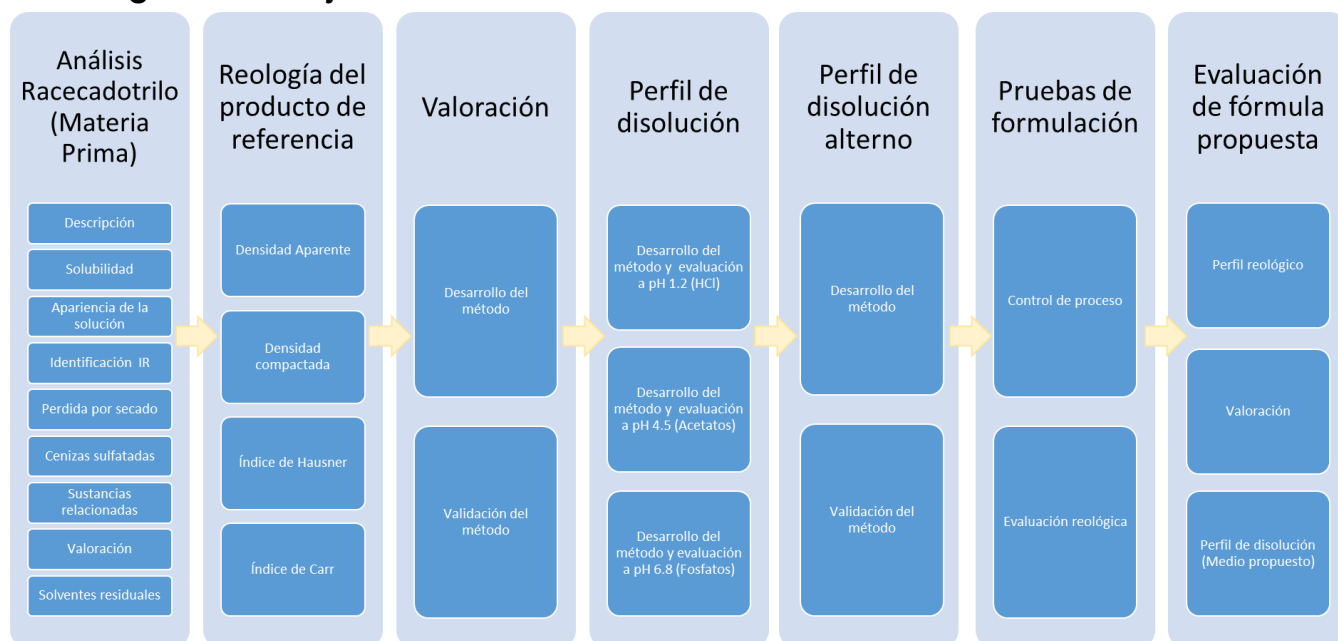 Análisis
Racecadotrilo
(Materia
Prima)
Descripción
Solubilidad
Apariencia de la
solución
Identificación IR
Perdida por secado
Cenizas sulfatadas
Sustancias
relacionadas
Valoración
Solventes residuales
Reología del
producto de
referencia
Densidad Aparente
Densidad
compactada
Índice de Hausner
Índice de Carr
Valoración
Desarrollo del
método
Validación del
método
Perfil de
disolución
Desarrollo del
método y evaluación
a pH 1.2 (HCl)
Desarrollo del
método y evaluación
a pH 4.5 (Acetatos)
Desarrollo del
método y evaluación
a pH 6.8 (Fosfatos)
Perfil de
disolución
alterno
Desarrollo del
método
Validación del
método
Pruebas de
formulación
Control de proceso
Evaluación reológica
Evaluación
de fórmula
propuesta
Perfil reológico
Valoración
Perfil de disolución
(Medio propuesto)